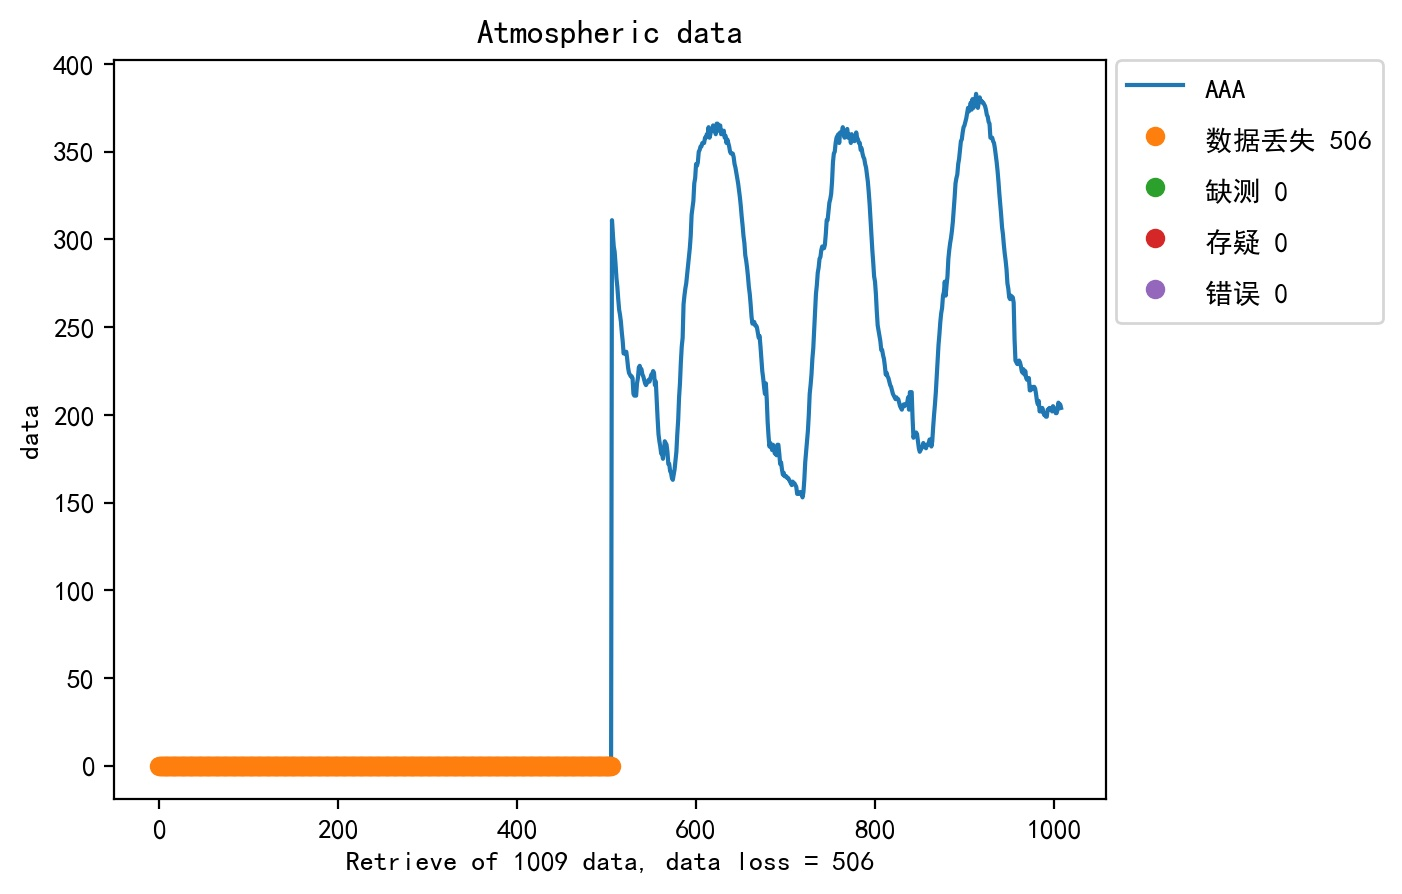 Atmospheric data
400
350
300
250
200
150
100
50
0
data
0 200 400 600 800 1000
Retrieve of 1009 data, data loss = 506
AAA
数据丢失 506
缺测 0
存疑 0
错误 0